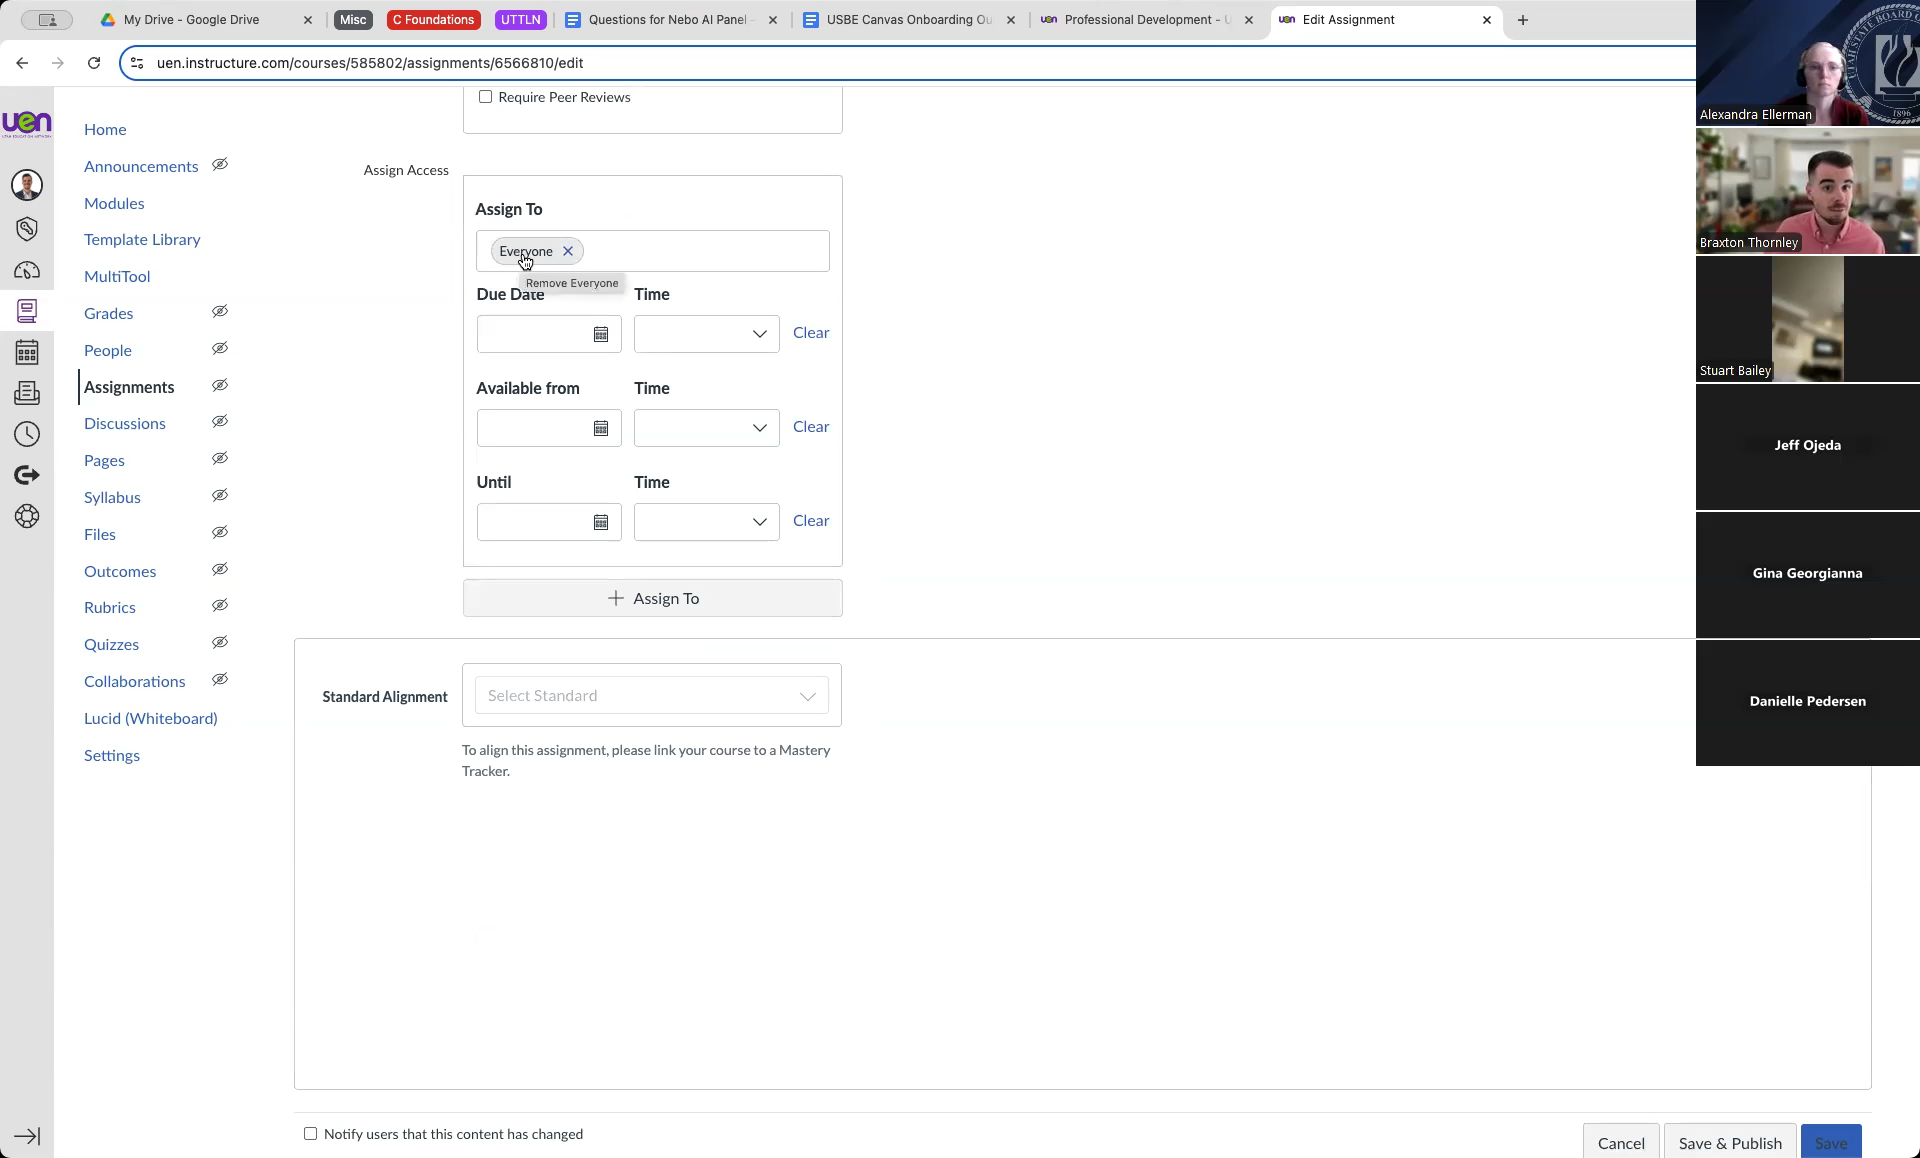 My Drive - Google Drive
Misc
C Foundations
UTTLN
Questions for Nebo AI Panel
USBE Canvas Onboarding Ou
Professional Development - U
Edit Assignment
uen.instructure.com/courses/585802/assignments/6566810/edit
uen
Home
Announcements
Modules
Template Library
MultiTool
Grades
People
Assignments
Discussions
Pages
Syllabus
Files
Outcomes
Rubrics
Quizzes
Collaborations
Lucid (Whiteboard)
Settings
Require Peer Reviews
Assign Access
Assign To
Everyone
Remove Everyone
Due Date Time
Clear
Available from Time
Clear
Until Time
Clear
+ Assign To
Standard Alignment
Select Standard
To align this assignment, please link your course to a Mastery
Tracker.
Notify users that this content has changed
Cancel
Save & Publish
Save
Alexandra Ellerman
1896
Braxton Thornley
Stuart Bailey
Jeff Ojeda
Gina Georgianna
Danielle Pedersen